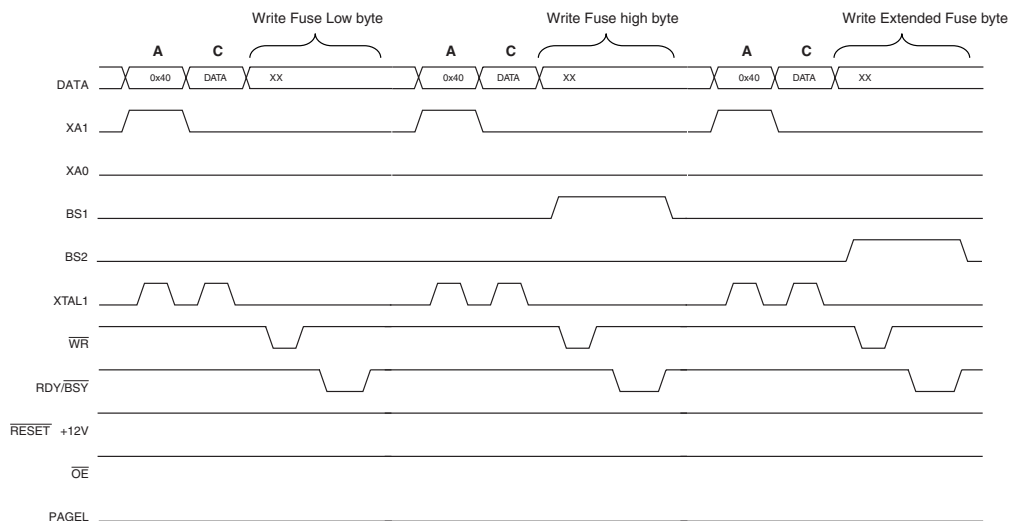 Write Fuse Low byte Write Fuse high byte Write Extended Fuse byte
A C A C A C
DATA 0x40 DATA XX 0x40 DATA XX 0x40 DATA XX
XA1
XA0
BS1
BS2
XTAL1
WR
RDY/BSY
RESET +12V
OE
PAGEL